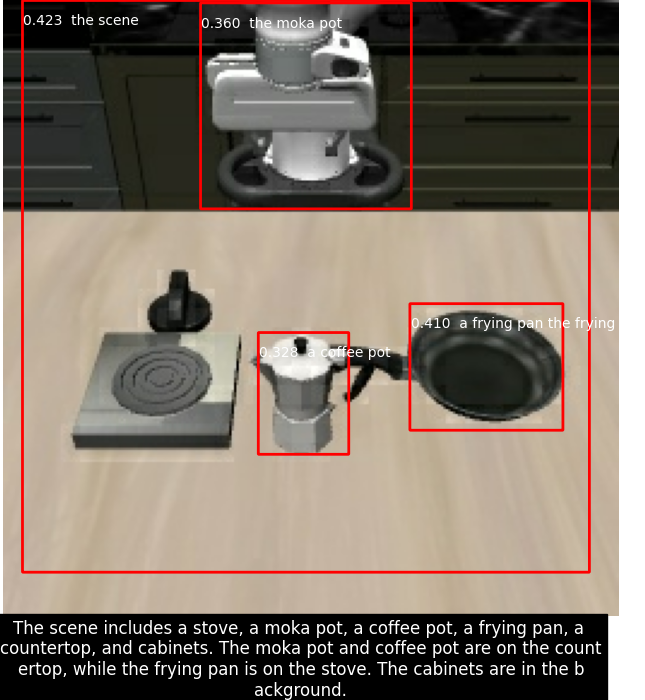 0.423 the scene
0.360 the moka pot
0.410 a frying pan the frying
0.328 a coffee pot
The scene includes a stove, a moka pot, a coffee pot, a frying pan, a
countertop, and cabinets. The moka pot and coffee pot are on the count
ertop, while the frying pan is on the stove. The cabinets are in the b
ackground.